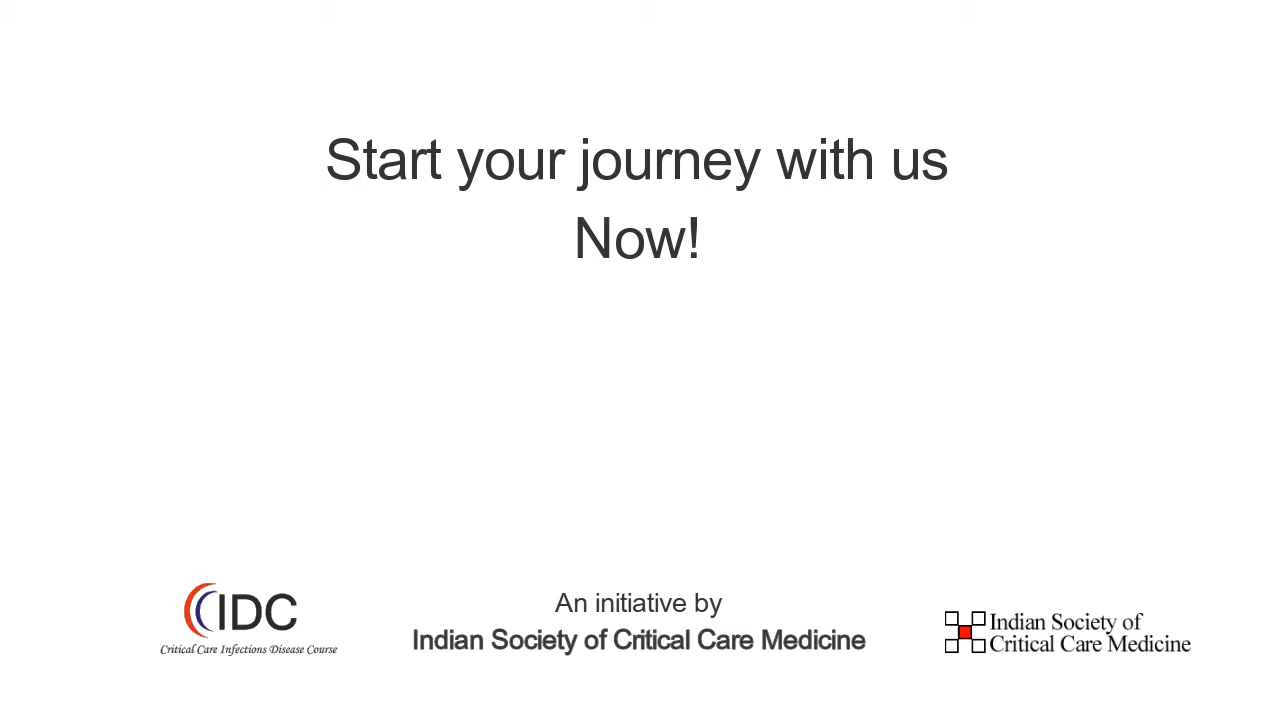 Start your journey with us
Now!
CIDC
Critical Care Infections Disease Course
An initiative by
Indian Society of Critical Care Medicine
Indian Society of
Critical Care Medicine